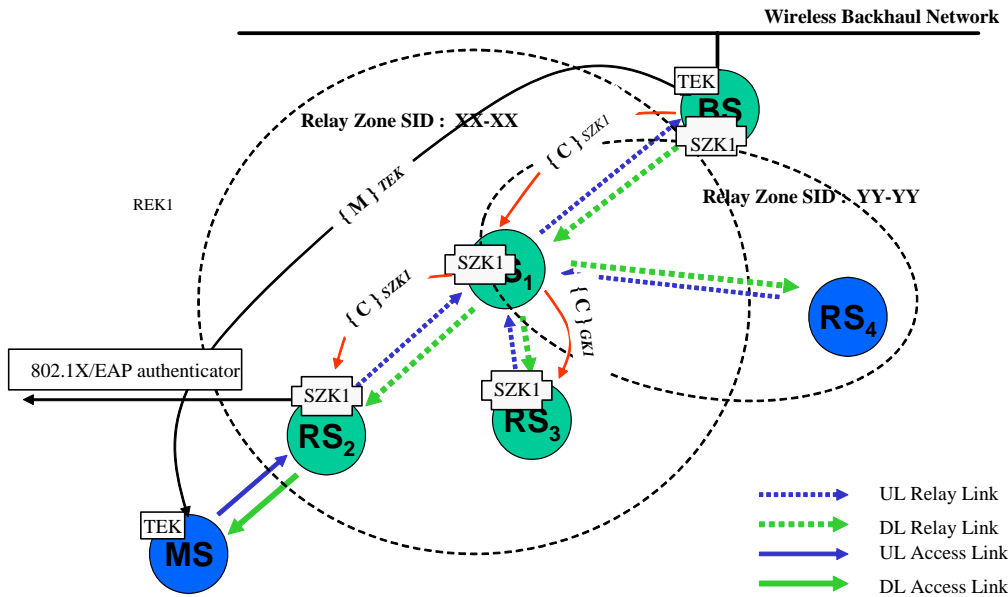 Wireless Backhaul Network
TEK
BS
Relay Zone SID : XX-XX
{ C } SZK1
SZK1
{ M } TEK
Relay Zone SID : YY-YY
REK1
SZK1
S1
{ C } SZK1
{ C } GK1
RS4
802.1X/EAP authenticator
SZK1
SZK1
RS2
RS3
TEK
MS
UL Relay Link
DL Relay Link
UL Access Link
DL Access Link